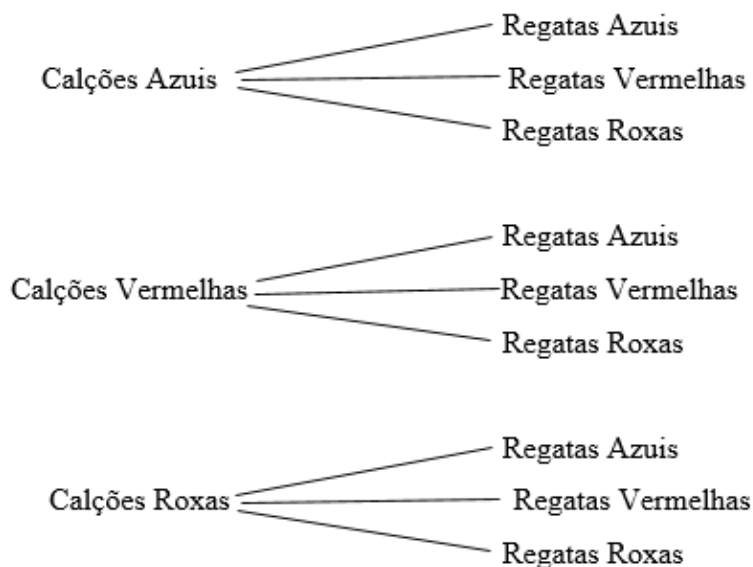 Regatas Azuis
Calções Azuis
Regatas Vermelhas
Regatas Roxas
Regatas Azuis
Calções Vermelhas
Regatas Vermelhas
Regatas Roxas
Regatas Azuis
Calções Roxas
Regatas Vermelhas
Regatas Roxas